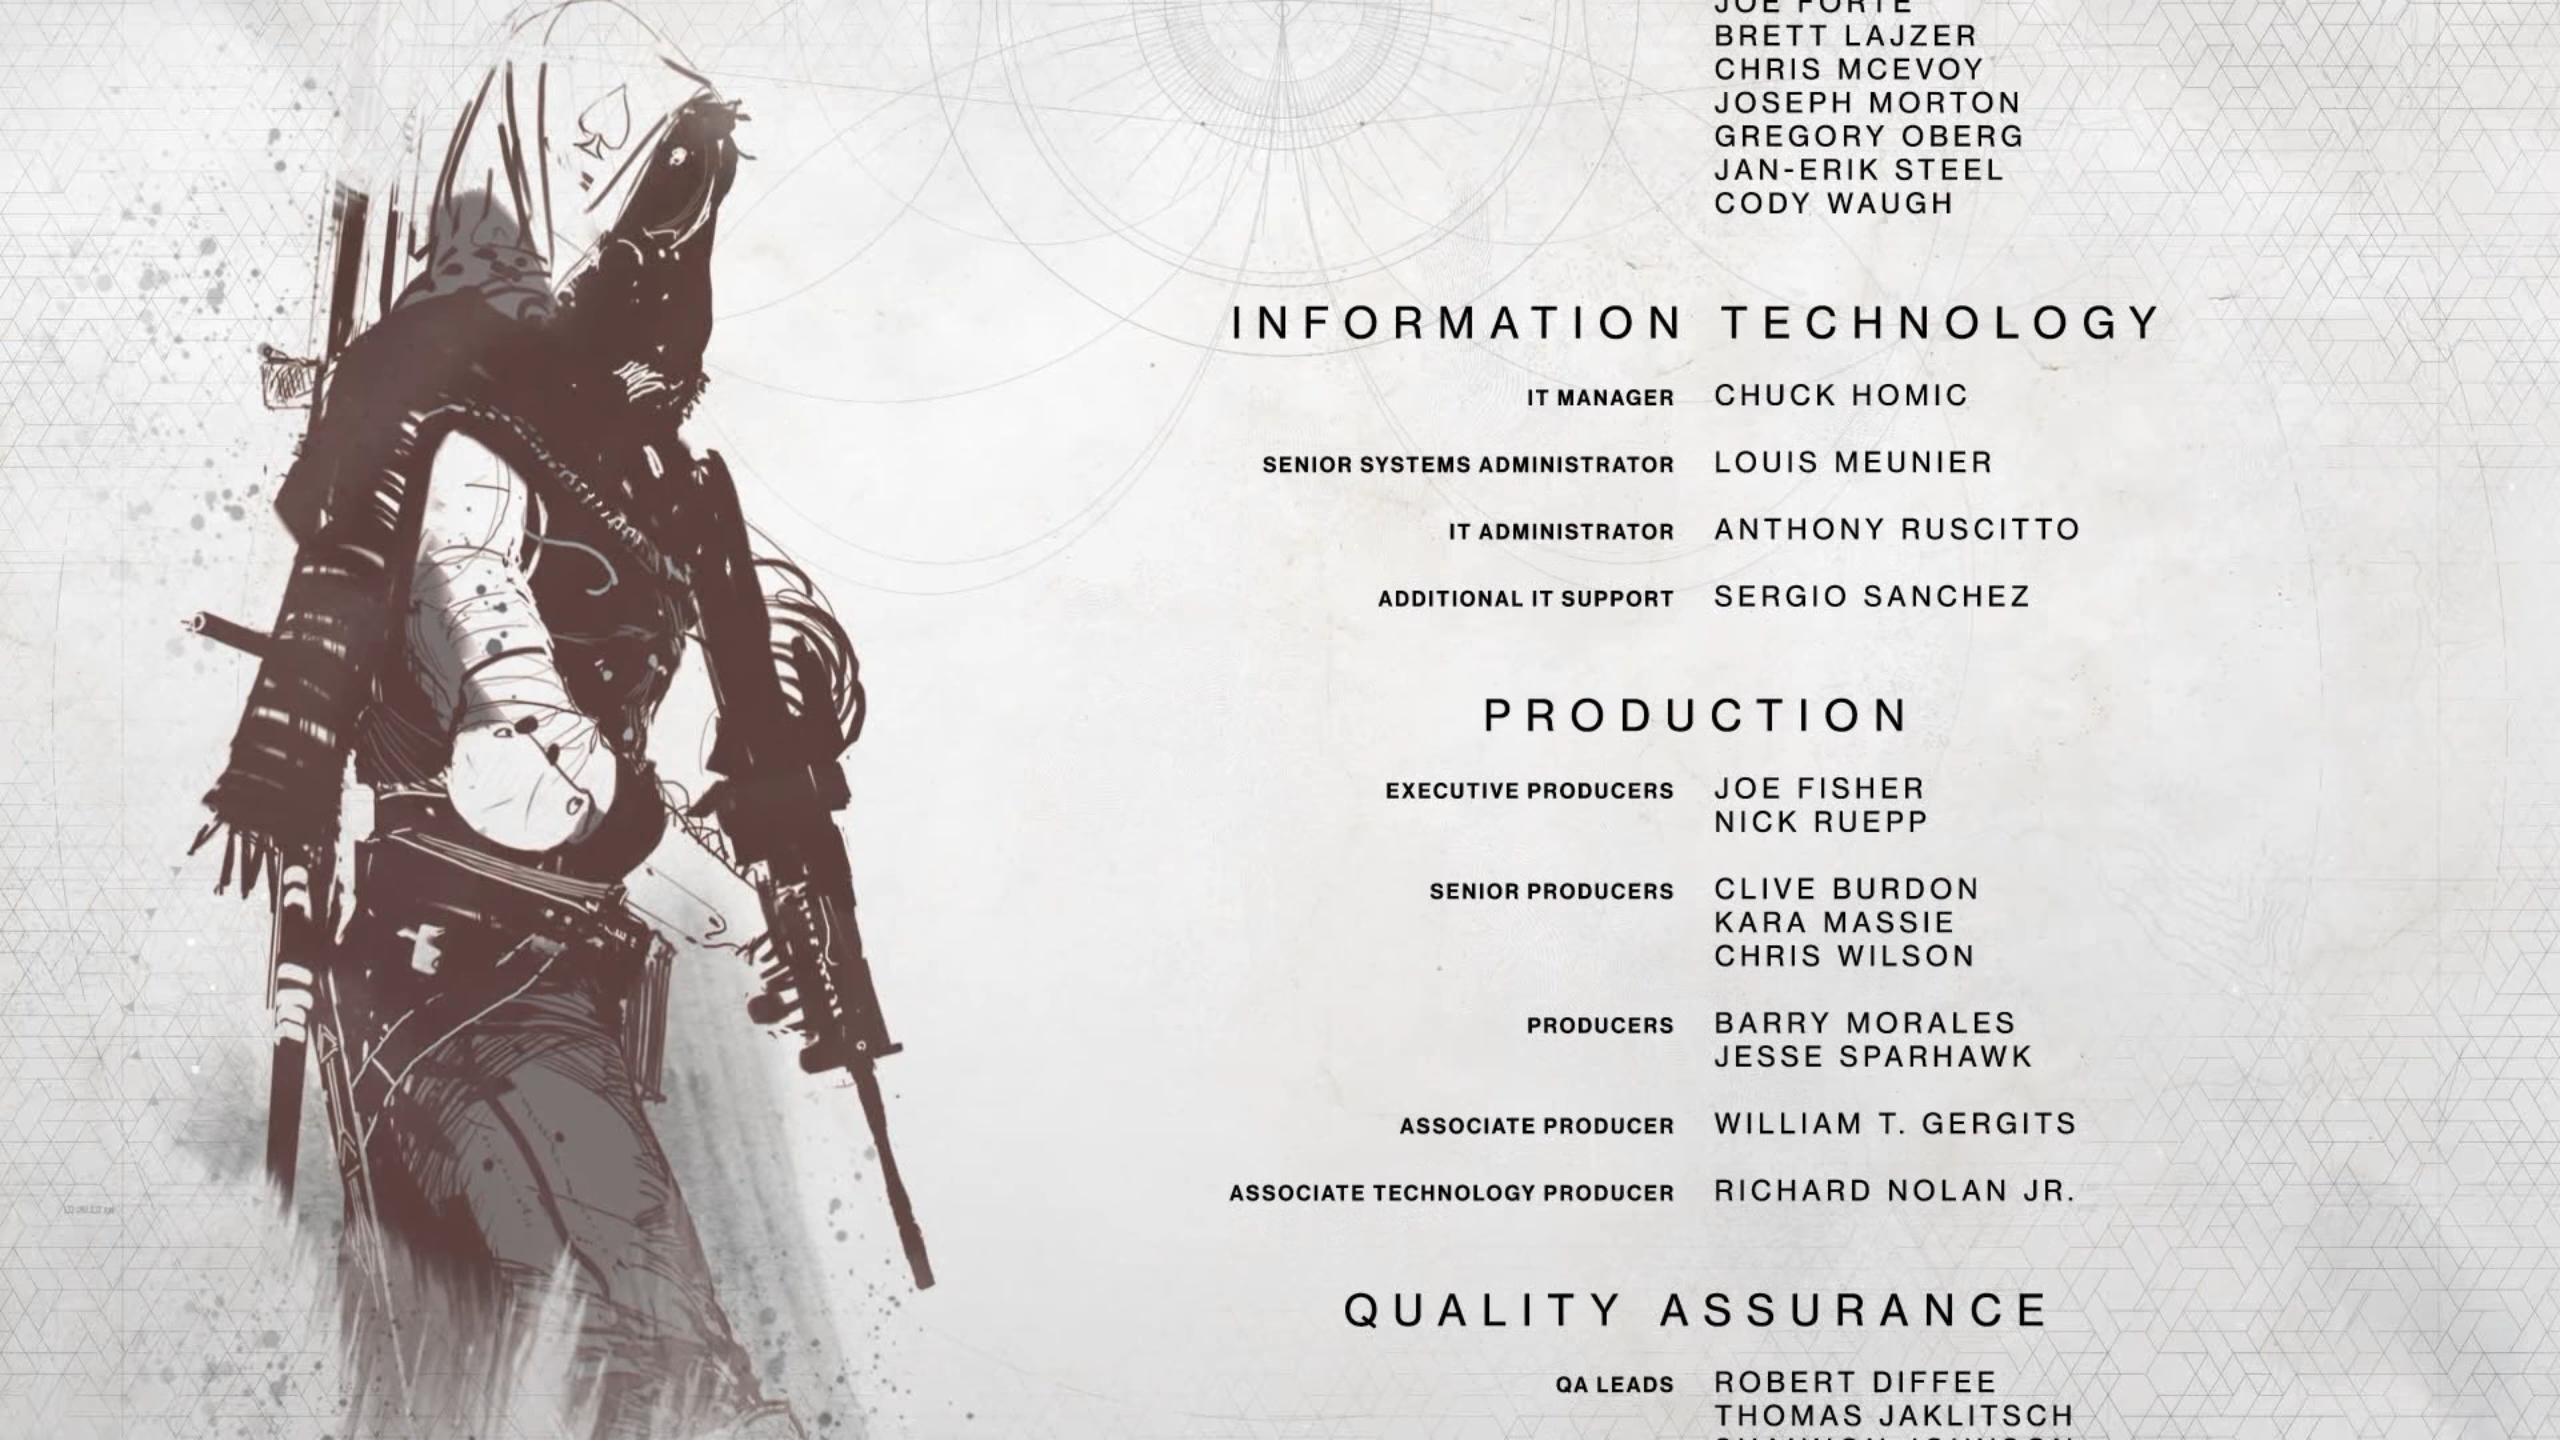 JOE FORTE
BRETT LAJZER
CHRIS MCEVOY
JOSEPH MORTON
GREGORY OBERG
JAN-ERIK STEEL
CODY WAUGH
INFORMATION TECHNOLOGY
IT MANAGER CHUCK HOMIC
SENIOR SYSTEMS ADMINISTRATOR LOUIS MEUNIER
IT ADMINISTRATOR ANTHONY RUSCITTO
ADDITIONAL IT SUPPORT SERGIO SANCHEZ
PRODUCTION
EXECUTIVE PRODUCERS JOE FISHER
NICK RUEPP
SENIOR PRODUCERS CLIVE BURDON
KARA MASSIE
CHRIS WILSON
PRODUCERS BARRY MORALES
JESSE SPARHAWK
ASSOCIATE PRODUCER WILLIAM T. GERGITS
ASSOCIATE TECHNOLOGY PRODUCER RICHARD NOLAN JR.
QUALITY ASSURANCE
QA LEADS ROBERT DIFFEE
THOMAS JAKLITSCH